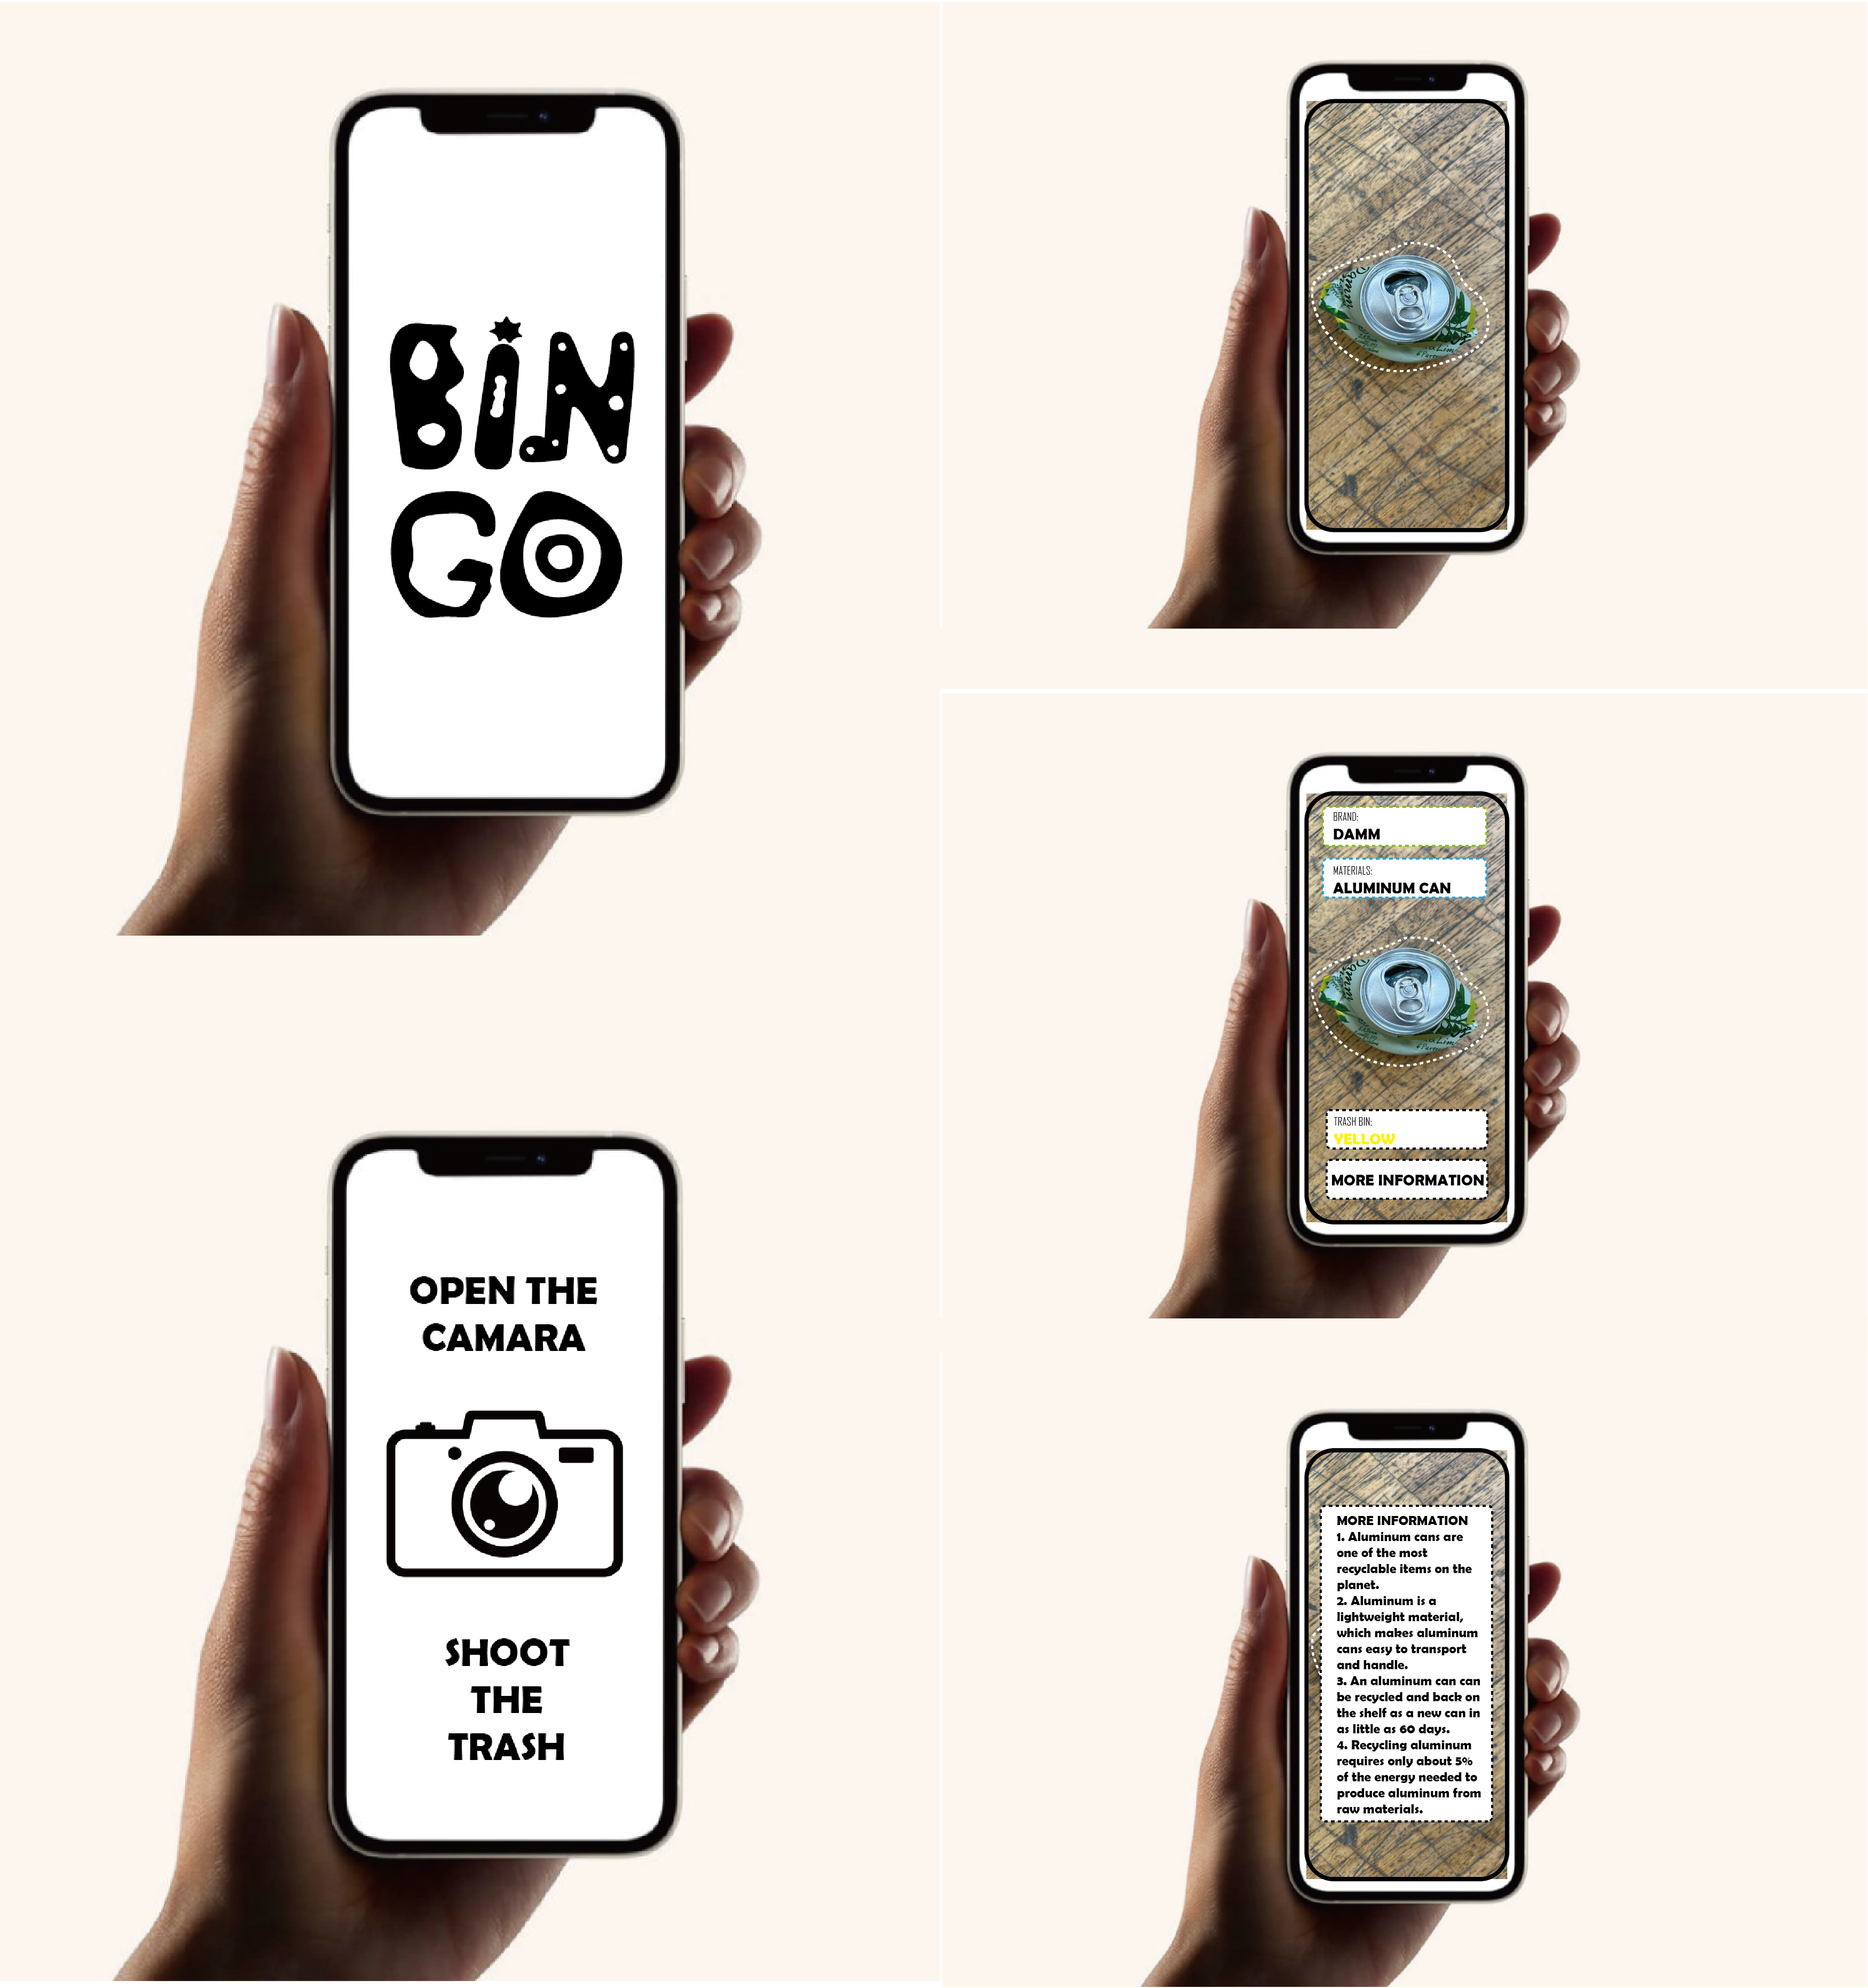 BIN
GO
OPEN THE
CAMARA
SHOOT
THE
TRASH
Damm
BRAND:
DAMM
MATERIALS:
ALUMINUM CAN
Damm
TRASH BIN:
YELLOW
MORE INFORMATION
MORE INFORMATION
1. Aluminum cans are
one of the most
recyclable items on the
planet.
2. Aluminum is a
lightweight material,
which makes aluminum
cans easy to transport
and handle.
3. An aluminum can can
be recycled and back on
the shelf as a new can in
as little as 60 days.
4. Recycling aluminum
requires only about 5%
of the energy needed to
produce aluminum from
raw materials.